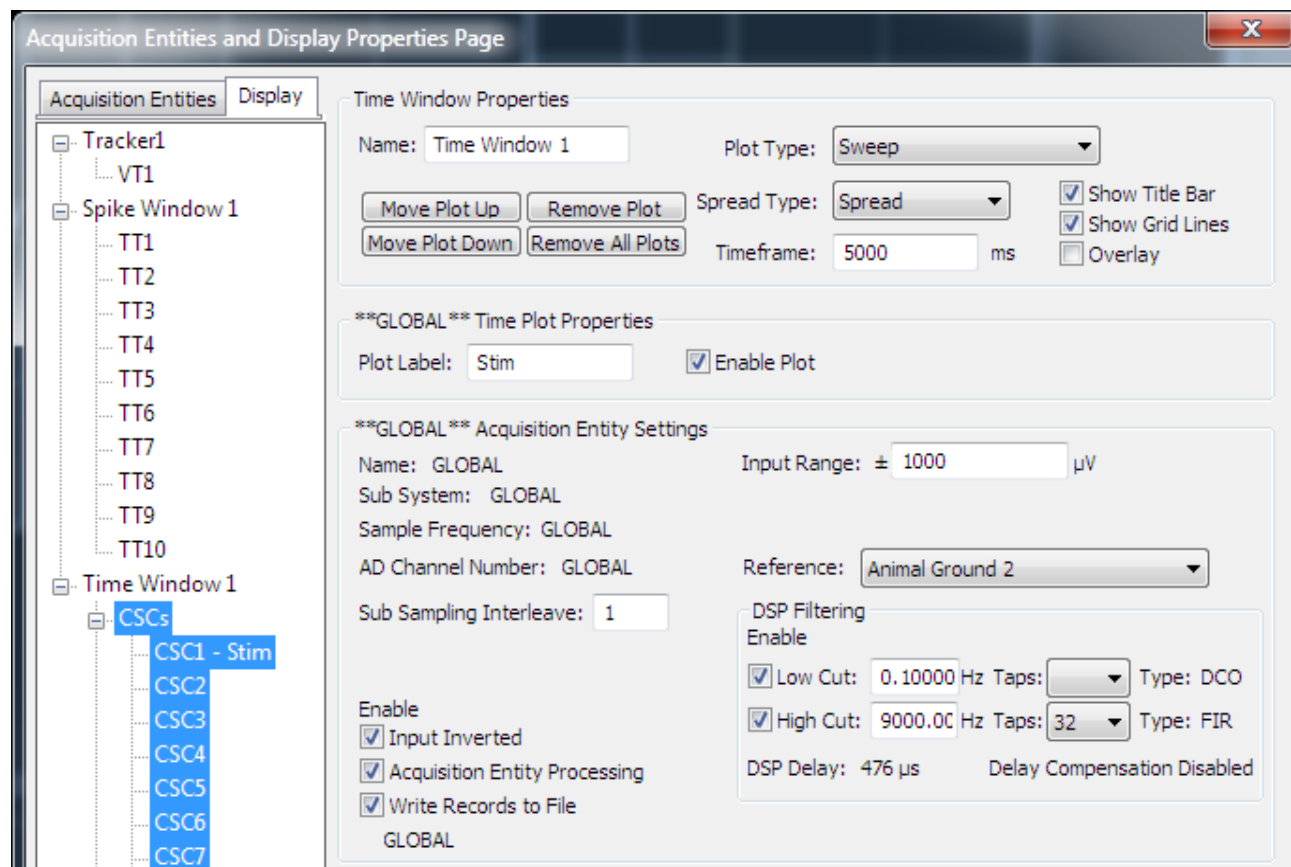 Acquisition Entities and Display Properties Page
X
Acquisition Entities
Display
Tracker1
VT1
Spike Window 1
TT1
TT2
TT3
TT4
TT5
TT6
TT7
TT8
TT9
TT10
Time Window 1
CSCs
CSC1 - Stim
CSC2
CSC3
CSC4
CSC5
CSC6
CSC7
Time Window Properties
Name: Time Window 1
Plot Type: Sweep
Move Plot Up
Remove Plot
Spread Type: Spread
Show Title Bar
Show Grid Lines
Move Plot Down
Remove All Plots
Timeframe: 5000 ms
Overlay
**GLOBAL** Time Plot Properties
Plot Label: Stim
Enable Plot
**GLOBAL** Acquisition Entity Settings
Name: GLOBAL
Input Range: ± 1000 µV
Sub System: GLOBAL
Sample Frequency: GLOBAL
AD Channel Number: GLOBAL
Reference: Animal Ground 2
Sub Sampling Interleave: 1
DSP Filtering
Enable
Low Cut: 0.10000 Hz Taps: Type: DCO
High Cut: 9000.00 Hz Taps: 32 Type: FIR
DSP Delay: 476 µs Delay Compensation Disabled
Enable
Input Inverted
Acquisition Entity Processing
Write Records to File
GLOBAL